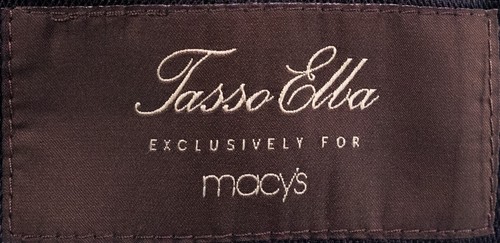 Tasso Elba
EXCLUSIVELY FOR
macy's